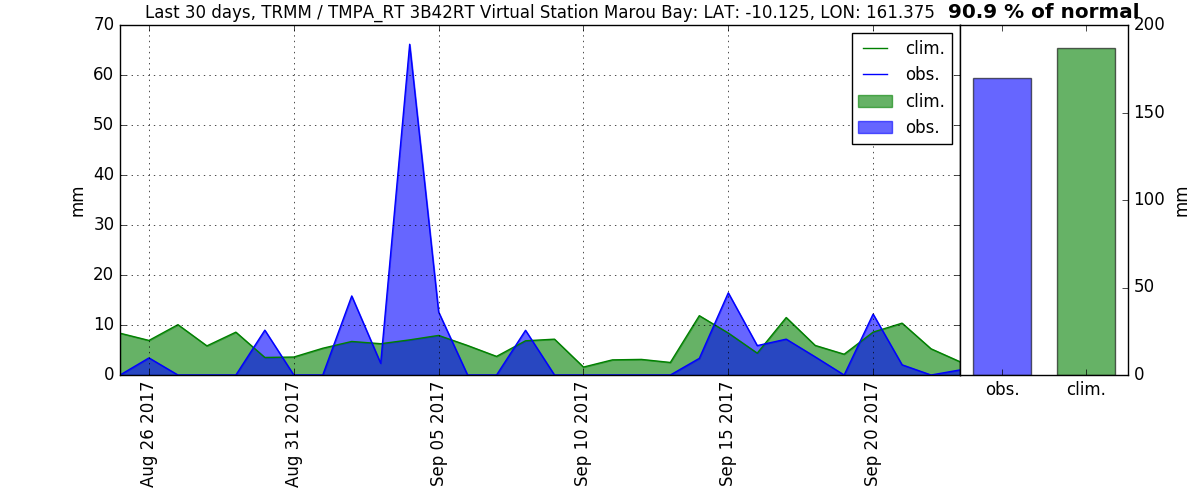 Last 30 days, TRMM / TMPA_RT 3B42RT Virtual Station Marou Bay: LAT: -10.125, LON: 161.375
90.9 % of normal
70
60
50
40
30
20
10
0
mm
clim.
obs.
clim.
obs.
Aug 26 2017
Aug 31 2017
Sep 05 2017
Sep 10 2017
Sep 15 2017
Sep 20 2017
200
150
100
50
0
mm
obs.
clim.